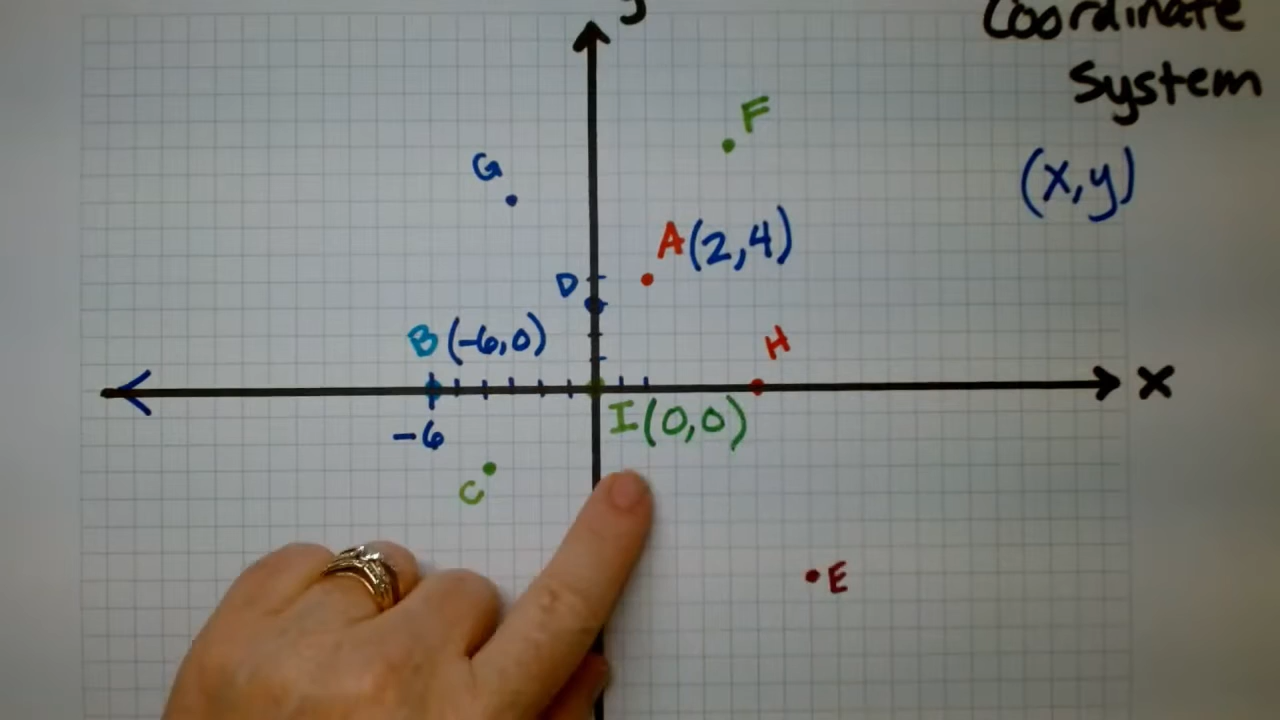 y
Coordinate
System
(x,y)
F
G
A(2,4)
D
B(-6,0)
H
x
I(0,0)
-6
C
E